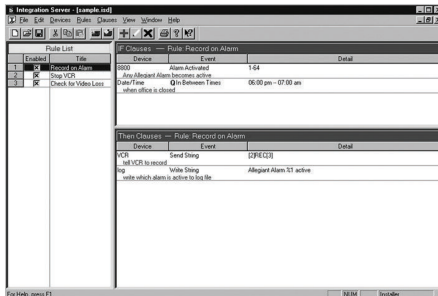 Integration Server - [sample.isd]
File Edit Devices Rules Clauses View Window Help
Rule List
Enabled Title
1 Record on Alarm
2 Stop VCR
3 Check for Video Loss
IF Clauses — Rule: Record on Alarm
Device Event Detail
8800 Alarm Activated 1-64
Any Allegiant Alarm becomes active
Date/Time In Between Times 06:00 pm - 07:00 am
when office is closed
Then Clauses — Rule: Record on Alarm
Device Event Detail
VCR Send String [2]REC[3]
tell VCR to record
log Write String Allegiant Alarm %1 active
write which alarm is active to log file
For Help, press F1 NUM Installer